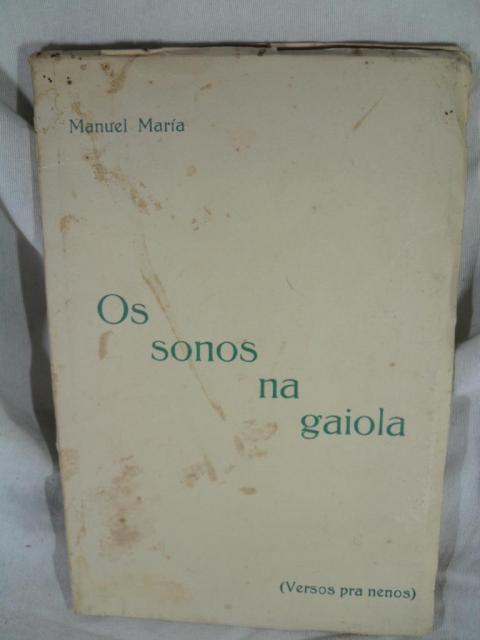 Manuel María
Os
sonos
na
gaiola
(Versos pra nenos)